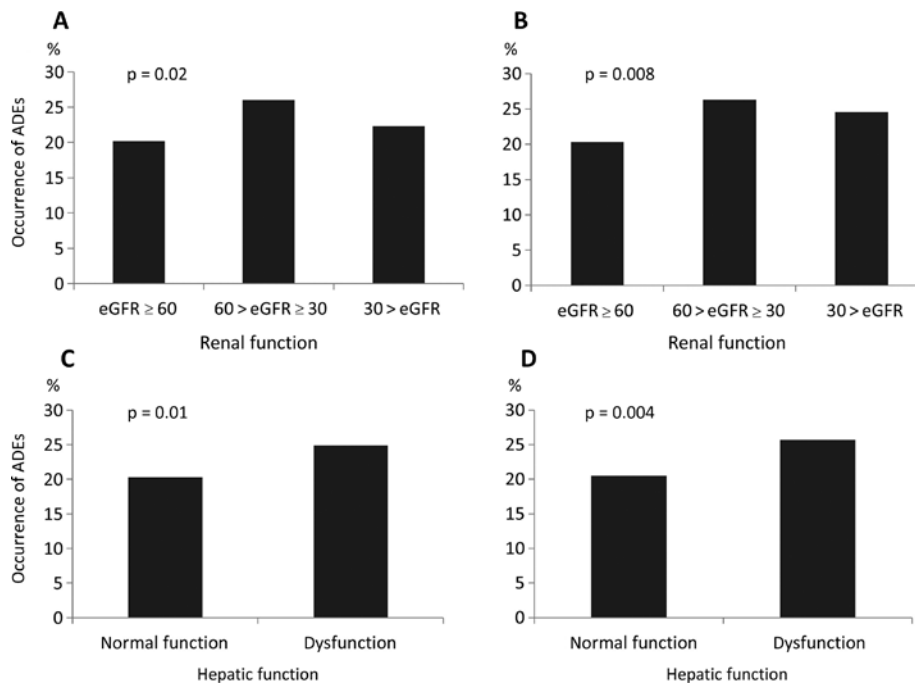 A
%
p = 0.02
30
25
20
15
10
5
0
Occurrence of ADEs
eGFR ≥ 60 60 > eGFR ≥ 30 30 > eGFR
Renal function
B
%
p = 0.008
30
25
20
15
10
5
0
eGFR ≥ 60 60 > eGFR ≥ 30 30 > eGFR
Renal function
C
%
p = 0.01
30
25
20
15
10
5
0
Occurrence of ADEs
Normal function Dysfunction
Hepatic function
D
%
p = 0.004
30
25
20
15
10
5
0
Normal function Dysfunction
Hepatic function